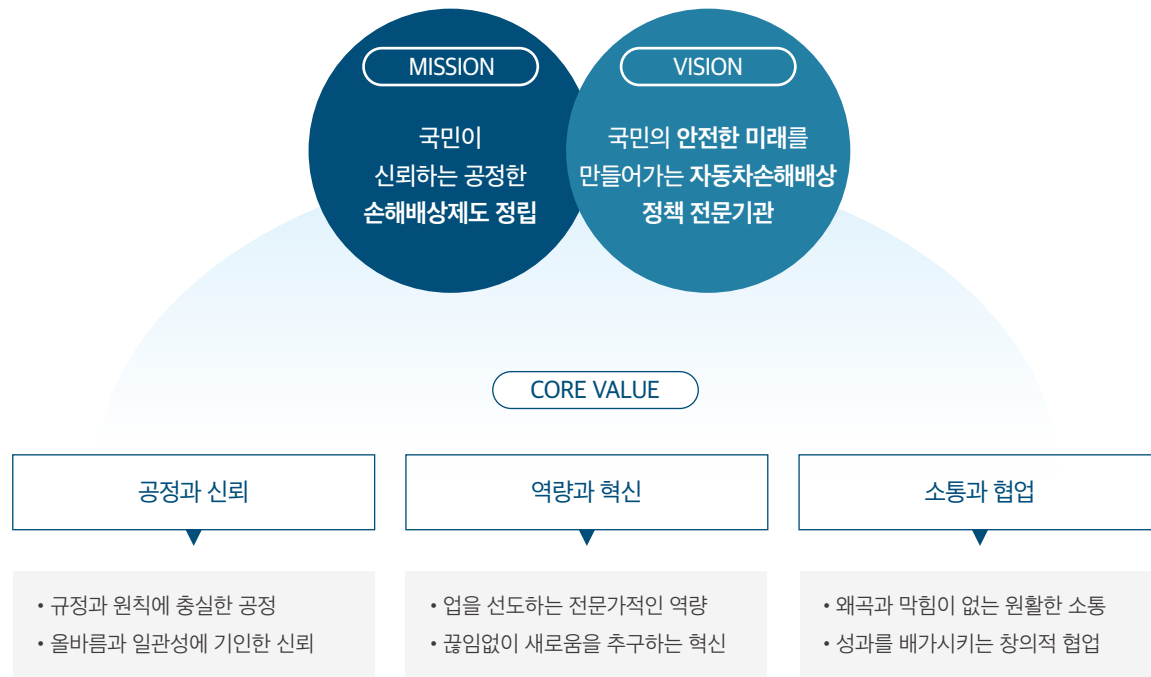 MISSION
국민이
신뢰하는 공정한
손해배상제도 정립
VISION
국민의 안전한 미래를
만들어가는 자동차손해배상
정책 전문기관
CORE VALUE
공정과 신뢰
• 규정과 원칙에 충실한 공정
• 올바름과 일관성에 기인한 신뢰
역량과 혁신
• 업을 선도하는 전문가적인 역량
• 끊임없이 새로움을 추구하는 혁신
소통과 협업
• 왜곡과 막힘이 없는 원활한 소통
• 성과를 배가시키는 창의적 협업